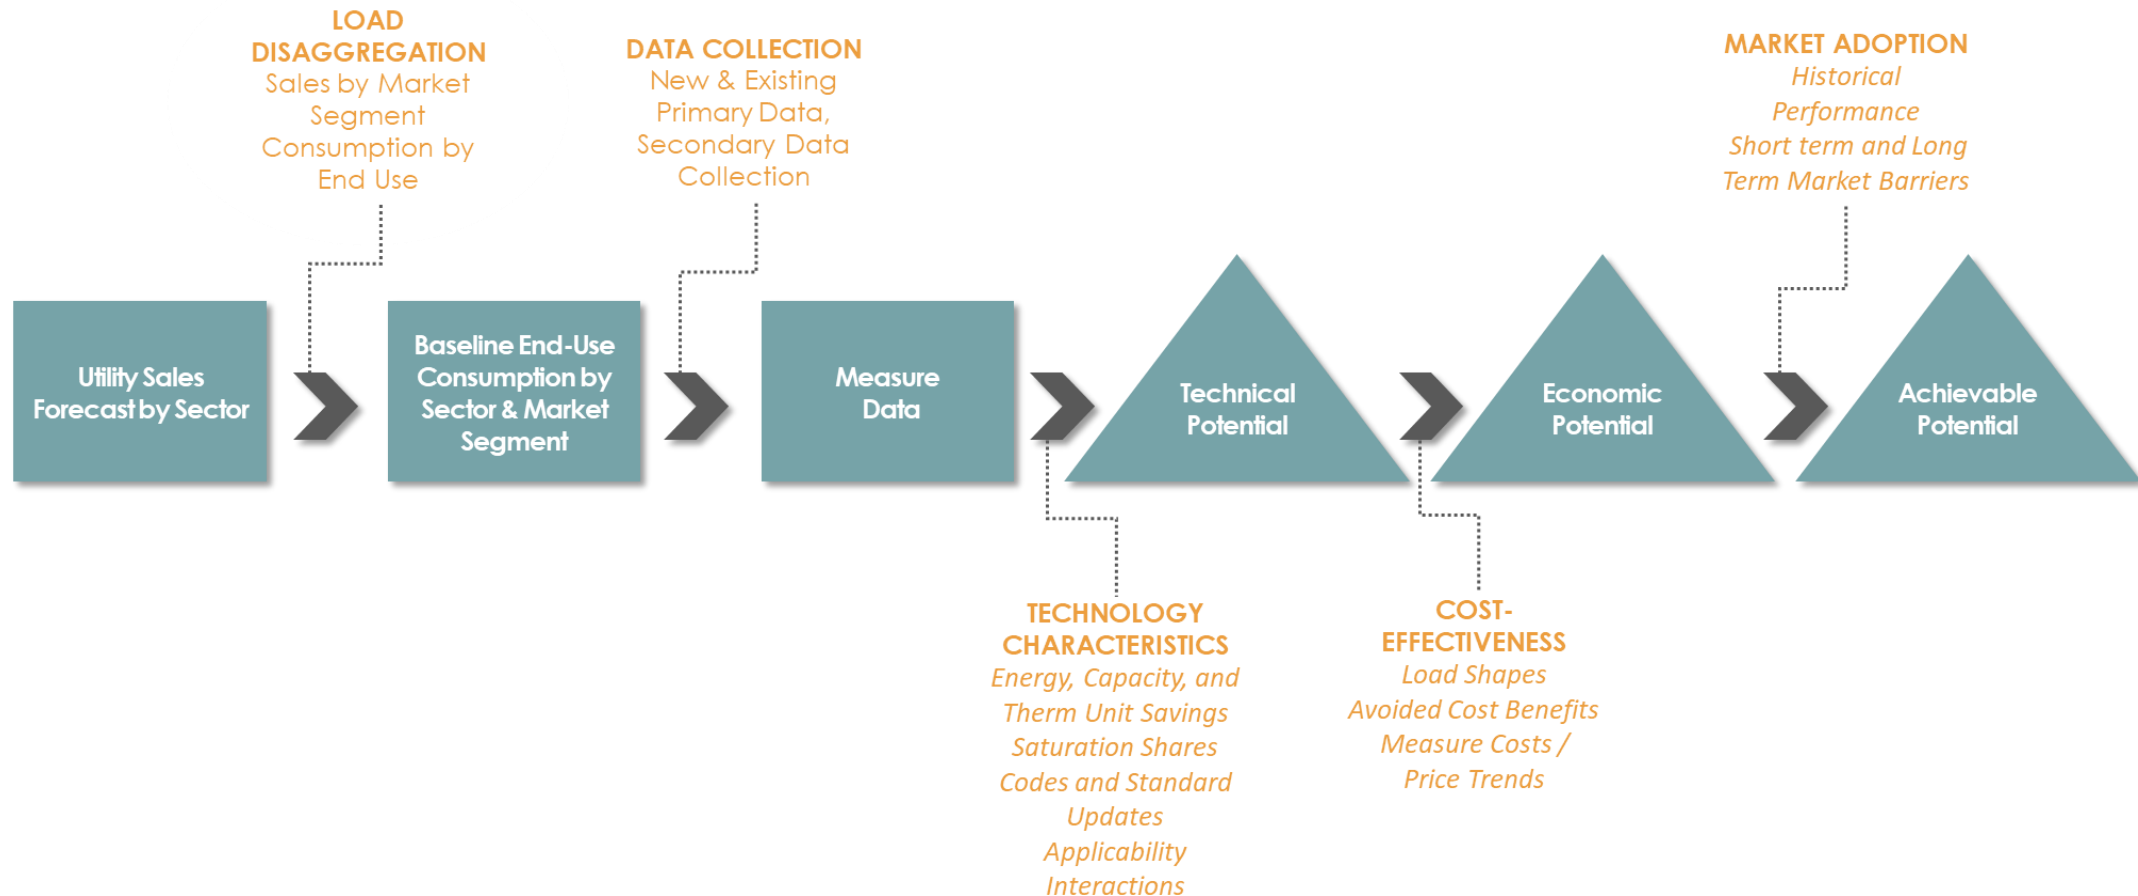 LOAD
DISAGGREGATION
Sales by Market
Segment
Consumption by
End Use
DATA COLLECTION
New & Existing
Primary Data,
Secondary Data
Collection
MARKET ADOPTION
Historical
Performance
Short term and Long
Term Market Barriers
Utility Sales
Forecast by Sector
Baseline End-Use
Consumption by
Sector & Market
Segment
Measure
Data
Technical
Potential
Economic
Potential
Achievable
Potential
TECHNOLOGY
CHARACTERISTICS
Energy, Capacity, and
Therm Unit Savings
Saturation Shares
Codes and Standard
Updates
Applicability
Interactions
COST-
EFFECTIVENESS
Load Shapes
Avoided Cost Benefits
Measure Costs /
Price Trends